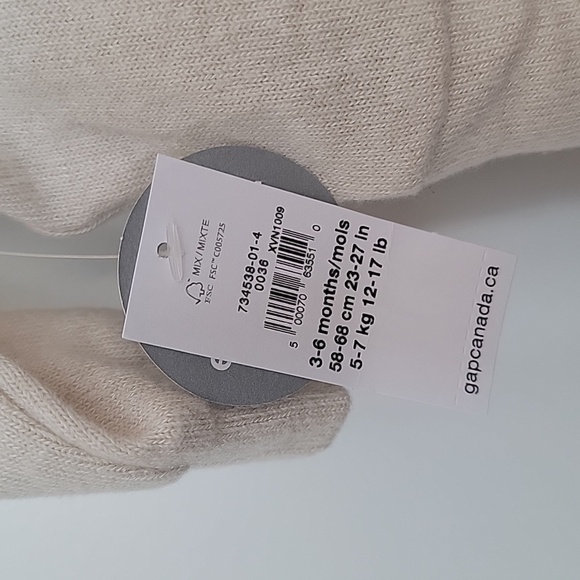 MIX/MIXTE
FSC FSC™ C005725
734538-01-4
0036 XVN1009
5 00070 63551 0
3-6 months/mois
58-68 cm 23-27 in
5-7 kg 12-17 lb
gapcanada.ca